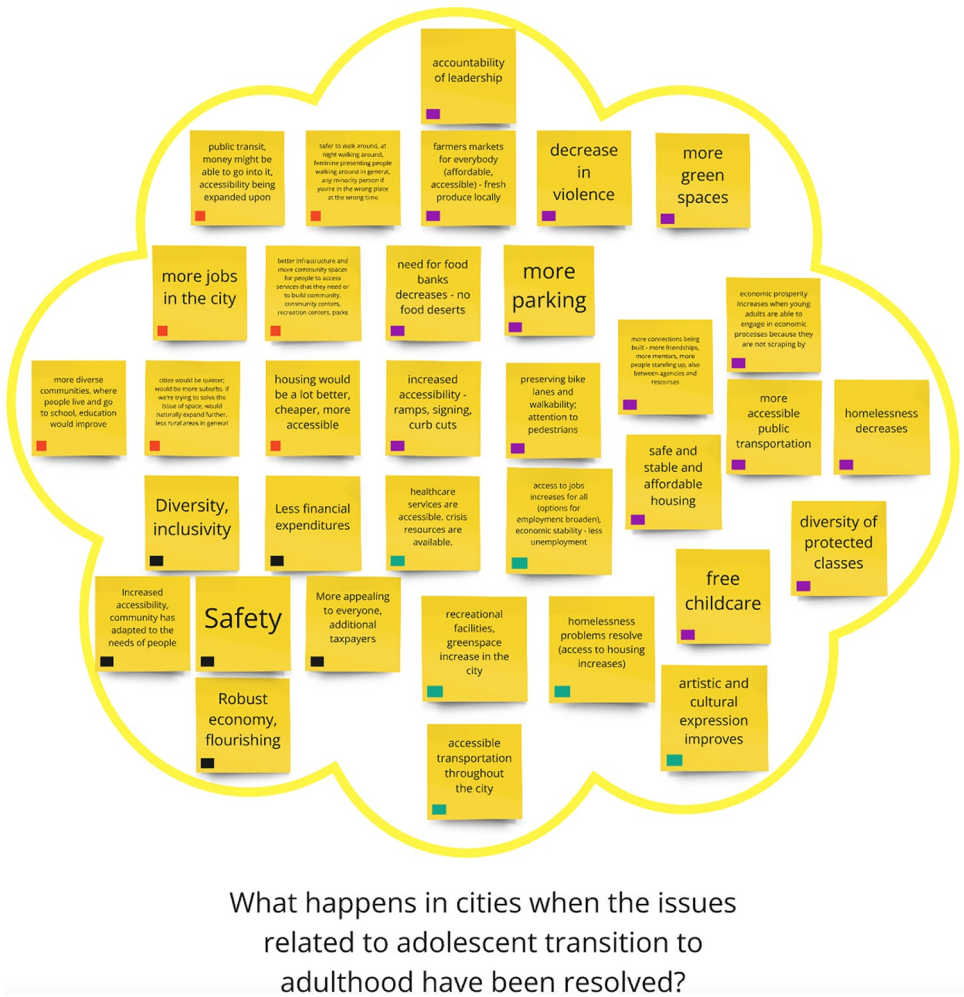 accountability
of leadership
public transit,
money might be
able to go into it,
accessibility being
expanded upon
safer to walk around, at
night walking around,
feminine presenting people
walking around in general,
any minority person if
you're in the wrong place
at the wrong time
farmers markets
for everybody
(affordable,
accessible) - fresh
produce locally
decrease
in
violence
more
green
spaces
more jobs
in the city
better infrastructure and
more community spaces
for people to access
services that they need or
to build community.
community centers,
recreation centers, parks
need for food
banks
decreases - no
food deserts
more
parking
economic prosperity
increases when young
adults are able to
engage in economic
processes because they
are not scraping by
more connections being
built - more friendships,
more mentors, more
people standing up, also
between agencies and
resources
more diverse
communities, where
people live and go
to school, education
would improve
cities would be quieter;
would be more suburbs. if
we're trying to solve the
issue of space, would
naturally expand further.
less rural areas in general
housing would
be a lot better,
cheaper, more
accessible
increased
accessibility -
ramps, signing,
curb cuts
preserving bike
lanes and
walkability;
attention to
pedestrians
more
accessible
public
transportation
homelessness
decreases
safe and
stable and
affordable
housing
Diversity,
inclusivity
Less financial
expenditures
healthcare
services are
accessible. crisis
resources are
available.
access to jobs
increases for all
(options for
employment broaden),
economic stability - less
unemployment
diversity of
protected
classes
free
childcare
Increased
accessibility,
community has
adapted to the
needs of people
Safety
More appealing
to everyone,
additional
taxpayers
recreational
facilities,
greenspace
increase in the
city
homelessness
problems resolve
(access to housing
increases)
artistic and
cultural
expression
improves
Robust
economy,
flourishing
accessible
transportation
throughout
the city
What happens in cities when the issues
related to adolescent transition to
adulthood have been resolved?